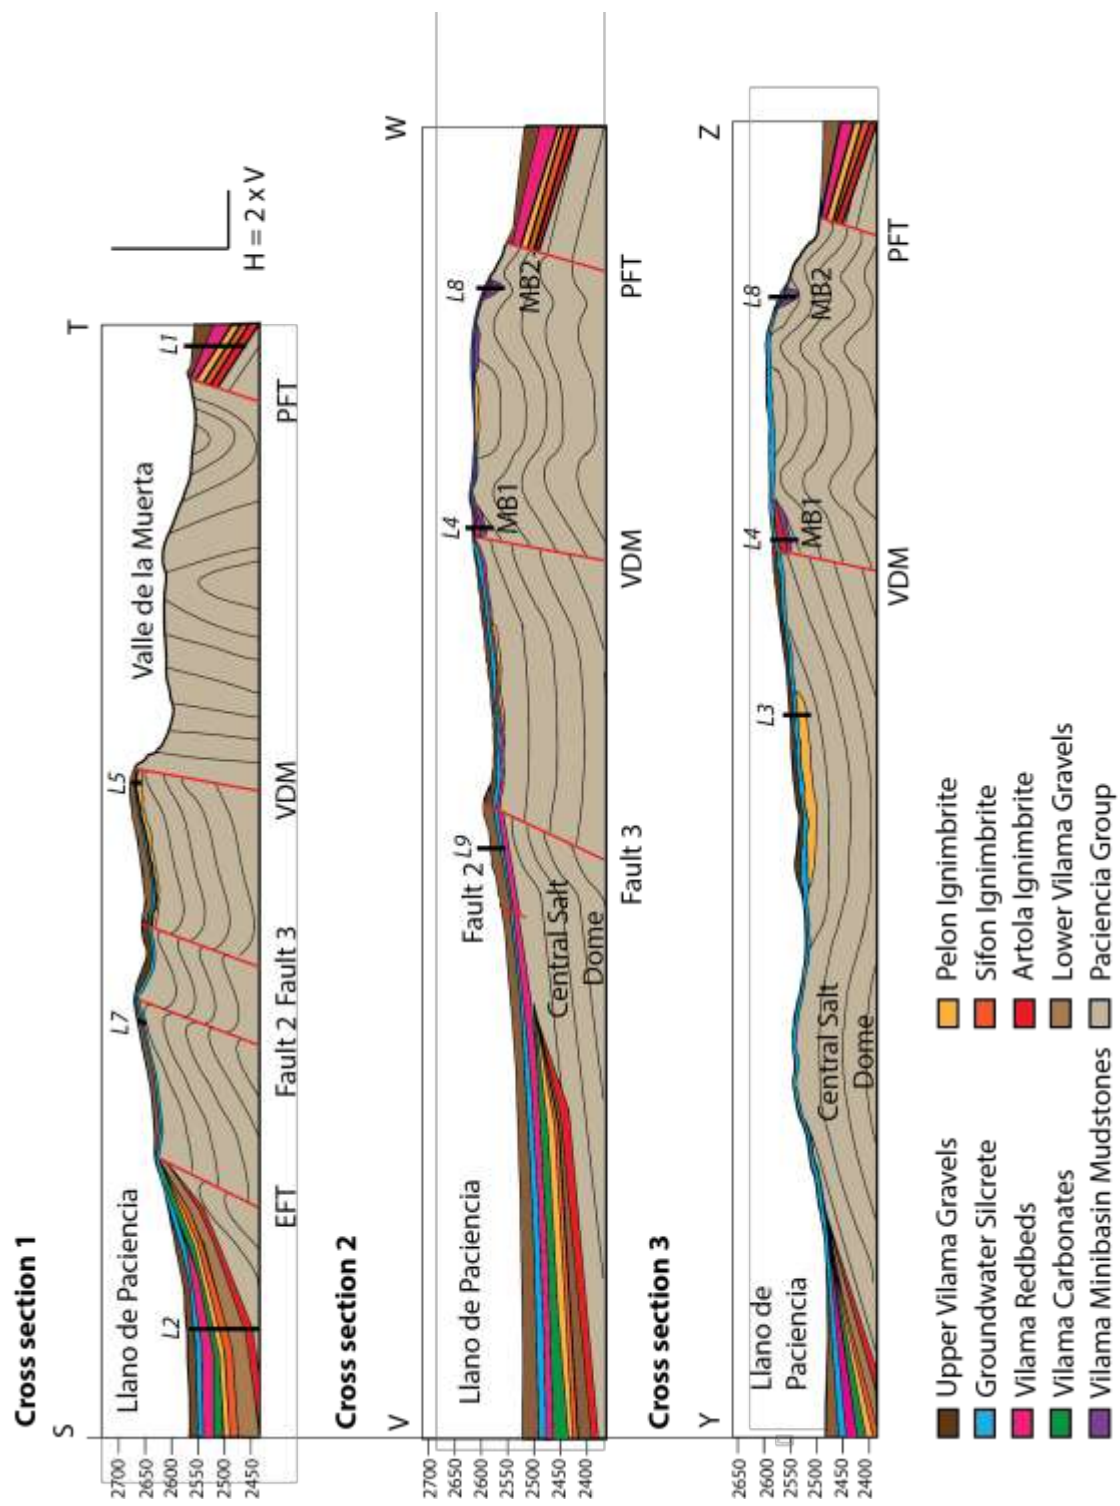 Cross section 1
S
T
2700
2650
2600
2550
2500
2450
Llano de Paciencia
Valle de la Muerta
L2
L7
L5
L1
EFT
Fault 2
Fault 3
VDM
PFT
H = 2 x V
Cross section 2
V
W
2700
2650
2600
2550
2500
2450
2400
Llano de Paciencia
Fault 2
L9
L4
L8
Central Salt
Dome
MB1
MB2
Fault 3
VDM
PFT
Cross section 3
Y
Z
2650
2600
2550
2500
2450
2400
Llano de
Paciencia
L3
L4
L8
Central Salt
Dome
MB1
MB2
VDM
PFT
Upper Vilama Gravels
Groundwater Silcrete
Vilama Redbeds
Vilama Carbonates
Vilama Minibasin Mudstones
Pelon Ignimbrite
Sifon Ignimbrite
Artola Ignimbrite
Lower Vilama Gravels
Paciencia Group